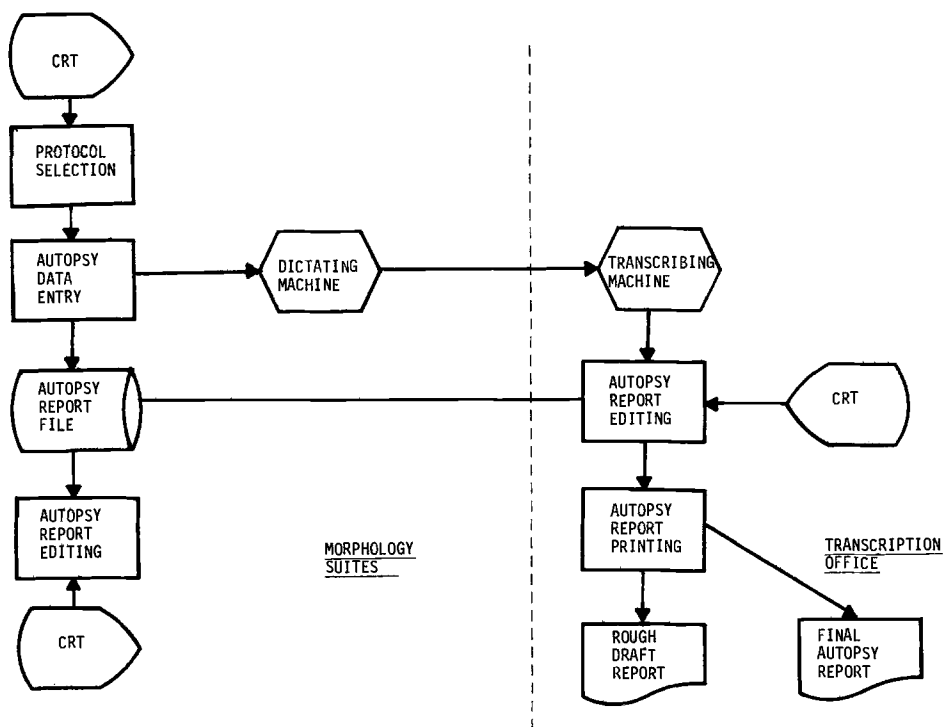 CRT
PROTOCOL
SELECTION
AUTOPSY
DATA
ENTRY
DICTATING
MACHINE
TRANSCRIBING
MACHINE
AUTOPSY
REPORT
FILE
AUTOPSY
REPORT
EDITING
CRT
AUTOPSY
REPORT
EDITING
AUTOPSY
REPORT
PRINTING
MORPHOLOGY
SUITES
TRANSCRIPTION
OFFICE
CRT
ROUGH
DRAFT
REPORT
FINAL
AUTOPSY
REPORT